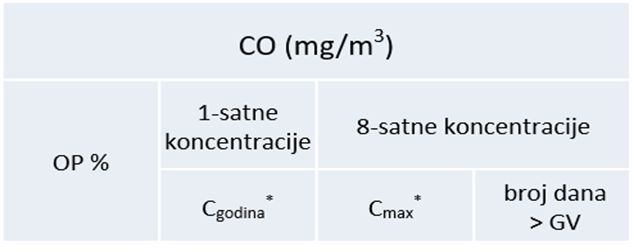 CO (mg/m³)
OP %
1-satne
koncentracije
8-satne koncentracije
Cgodina*
Cmax*
broj dana
> GV